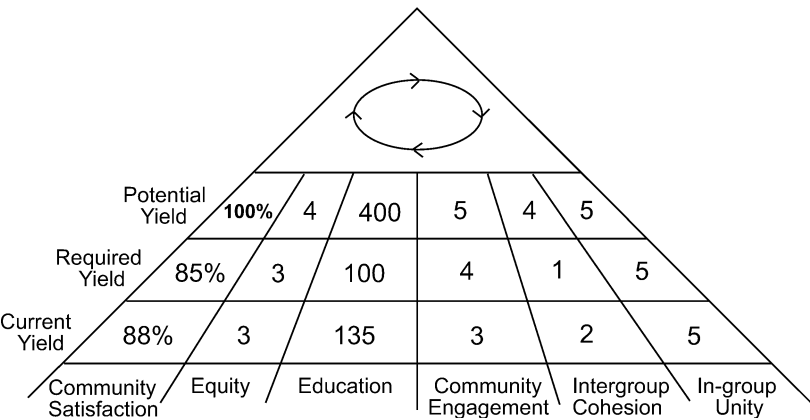 Potential
Yield
100% 4 400 5 4 5
Required
Yield
85% 3 100 4 1 5
Current
Yield
88% 3 135 3 2 5
Community
Satisfaction
Equity
Education
Community
Engagement
Intergroup
Cohesion
In-group
Unity